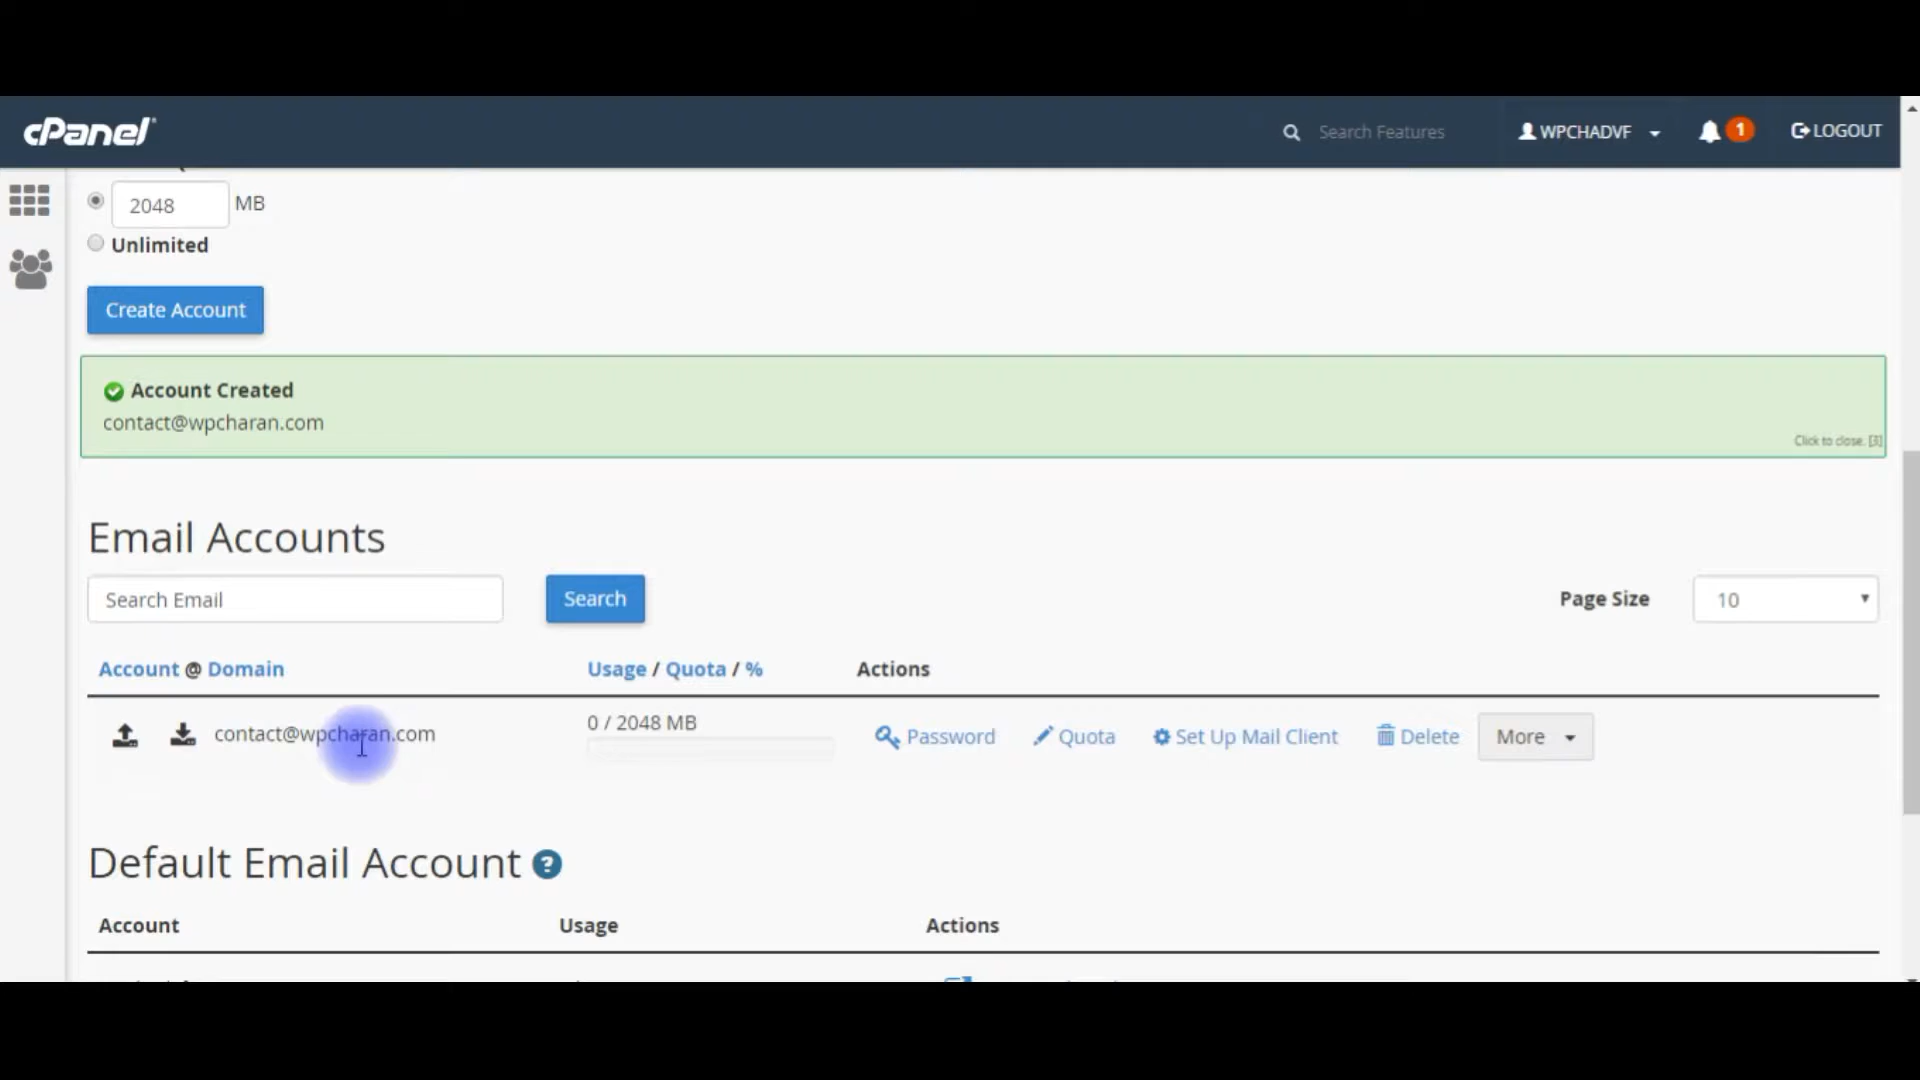 cPanel
Search Features
WPCHADVF
1
LOGOUT
2048 MB
Unlimited
Create Account
Account Created
contact@wpcharan.com
Click to close. [3]
Email Accounts
Search Email
Search
Page Size
10
Account @ Domain
Usage / Quota / %
Actions
contact@wpcharan.com
0 / 2048 MB
Password
Quota
Set Up Mail Client
Delete
More
Default Email Account ?
Account
Usage
Actions